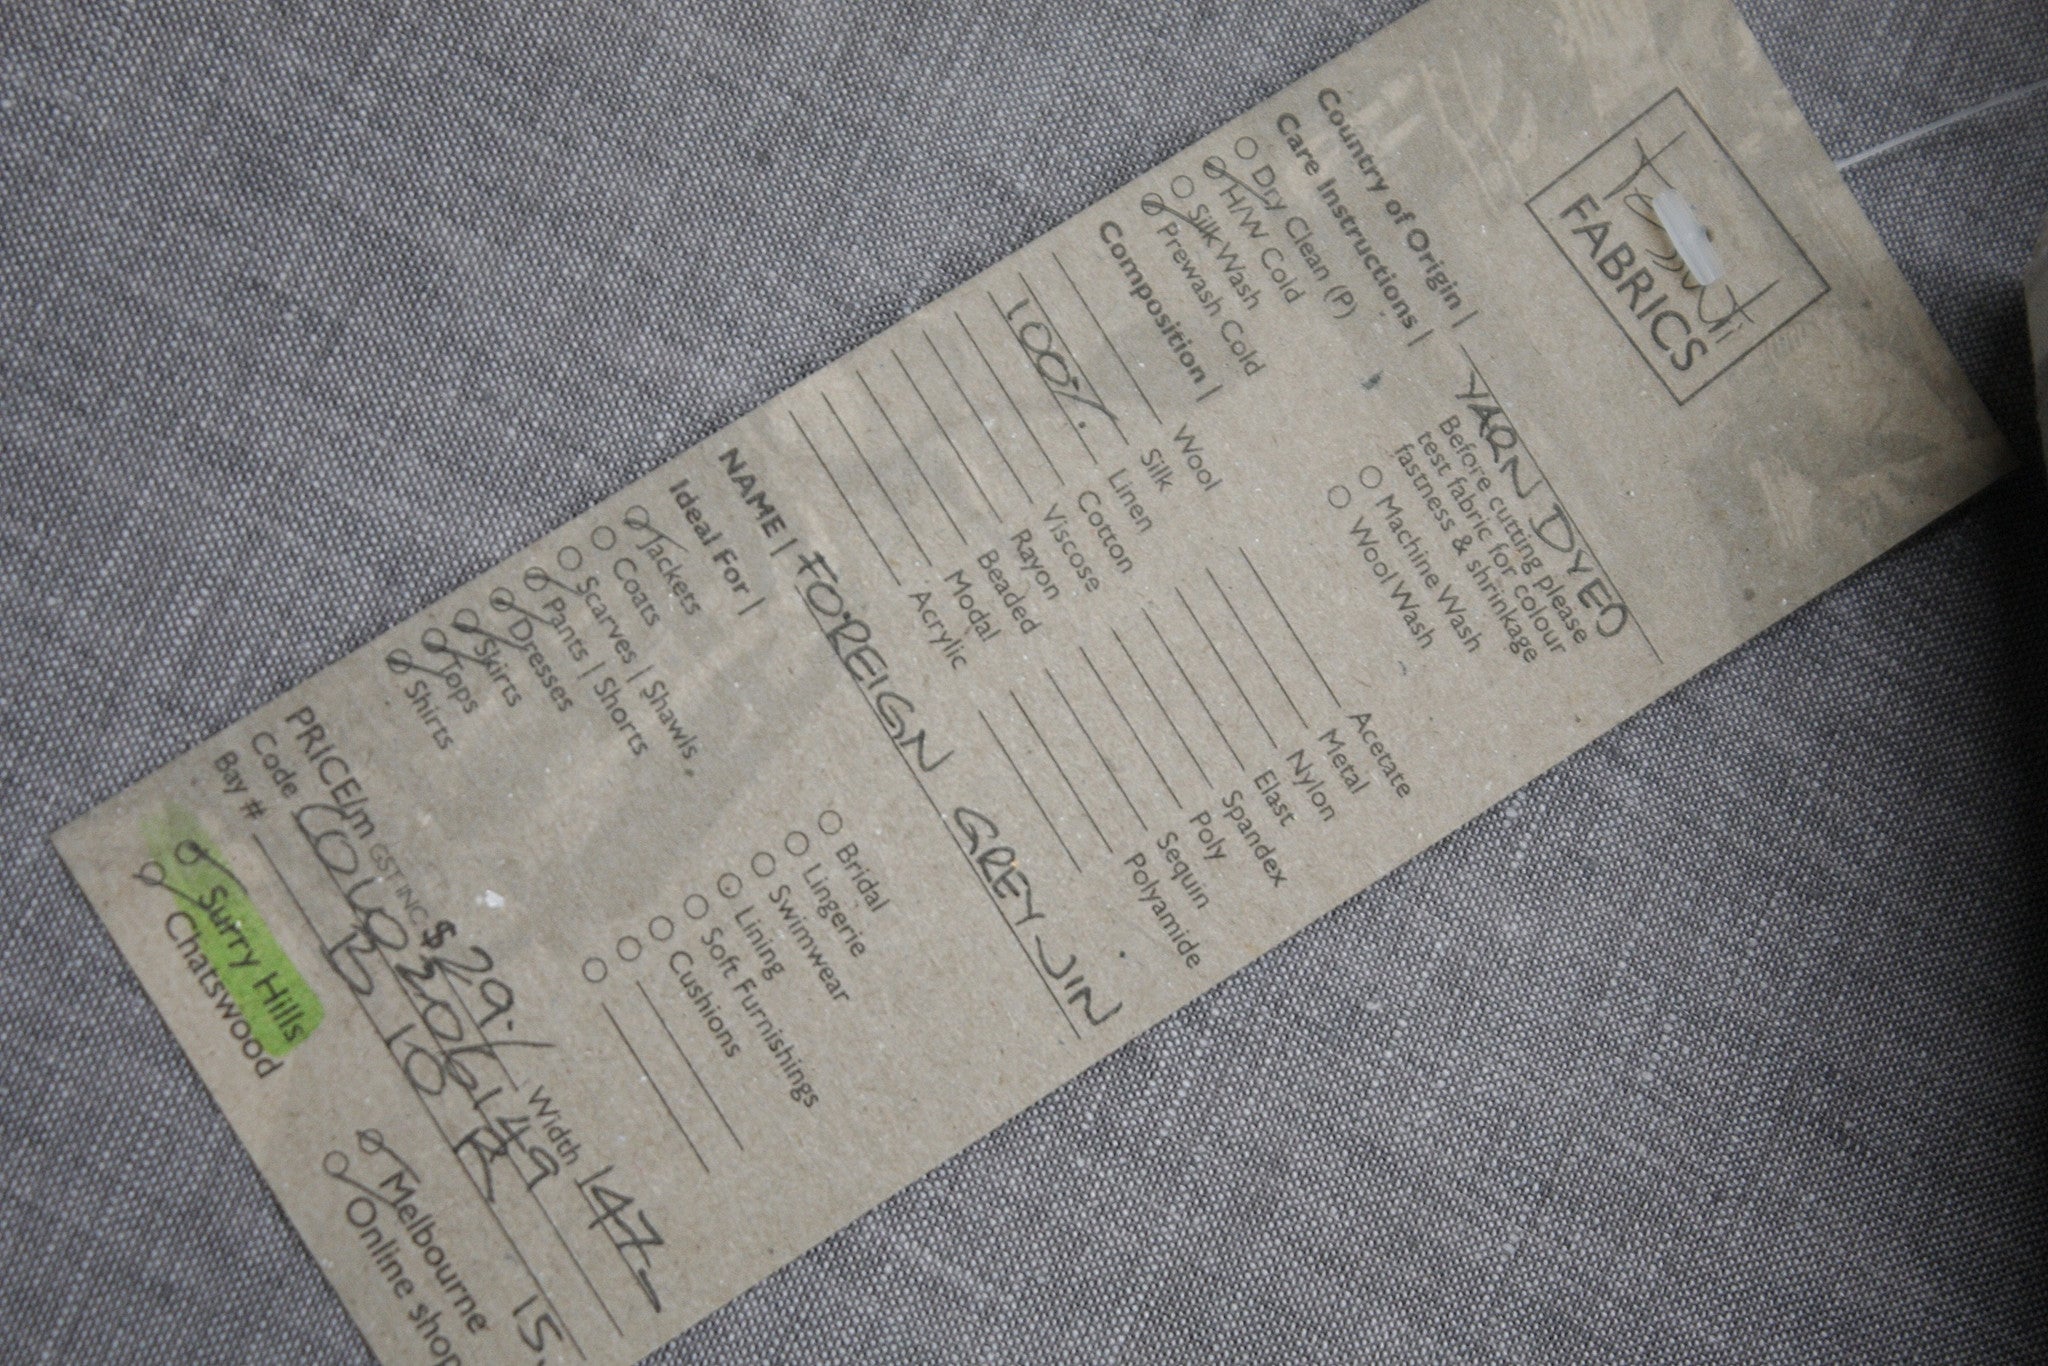 Tessuti
FABRICS
Country of Origin | YARN DYED
Care Instructions | Before cutting please
test fabric for colour
fastness & shrinkage
Dry Clean (P)
H/W Cold Machine Wash
Silk Wash Wool Wash
Prewash Cold
Composition |
Wool Acetate
Silk Metal
100% Linen Nylon
Cotton Elast
Viscose Spandex
Rayon Poly
Beaded Sequin
Modal Polyamide
Acrylic
NAME | FOREIGN GREY JIN
Ideal For |
Jackets Bridal
Coats Lingerie
Scarves | Shawls Swimwear
Pants | Shorts Lining
Dresses Soft Furnishings
Skirts Cushions
Tops
Shirts
PRICE/m GST INC. $29. Width 147
Code
Bay # B 10 R 15
Surry Hills Melbourne
Chatswood Online shop